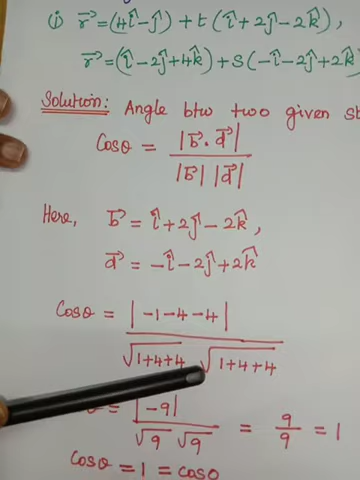 (i) r⃗ = (4î - ĵ) + t (î + 2ĵ - 2k̂),
r⃗ = (î - 2ĵ + 4k̂) + s(-î - 2ĵ + 2k̂)
Solution: Angle btw two given st
Cosθ = |b⃗ . d⃗| / |b⃗| |d⃗|
Here, b⃗ = î + 2ĵ - 2k̂,
d⃗ = -î - 2ĵ + 2k̂
Cosθ = |-1-4-4| / √1+4+4 √1+4+4
= |-9| / √9 √9 = 9/9 = 1
Cosθ = 1 = cos0